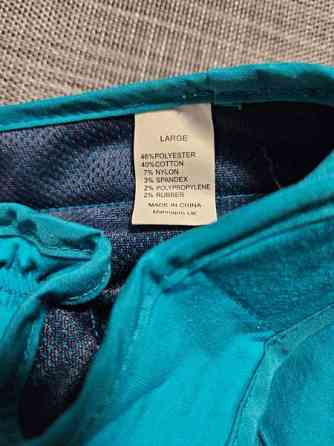 LARGE
46%POLYESTER
40%COTTON
7% NYLON
3% SPANDEX
2% POLYPROPYLENE
2% RUBBER
MADE IN CHINA